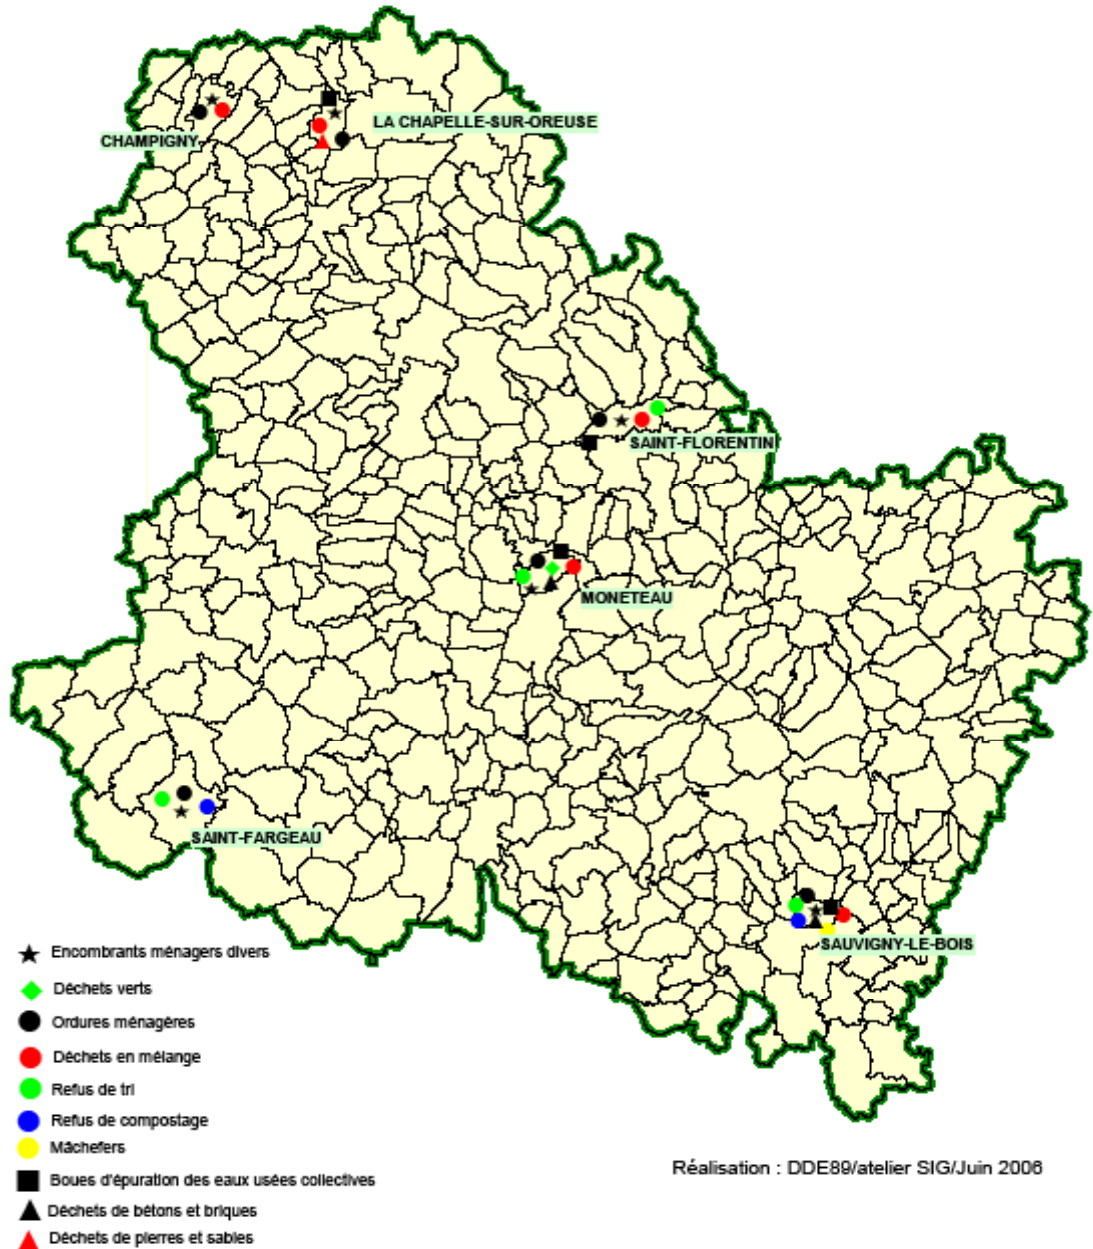 CHAMPIGNY
LA CHAPELLE-SUR-OREUSE
SAINT-FLORENTIN
MONETEAU
SAINT-FARGEAU
SAUVIGNY-LE-BOIS
Encombrants ménagers divers
Déchets verts
Ordures ménagères
Déchets en mélange
Refus de tri
Refus de compostage
Mâchefers
Boues d'épuration des eaux usées collectives
Déchets de bétons et briques
Déchets de pierres et sables
Réalisation : DDE89/atelier SIG/Juin 2006